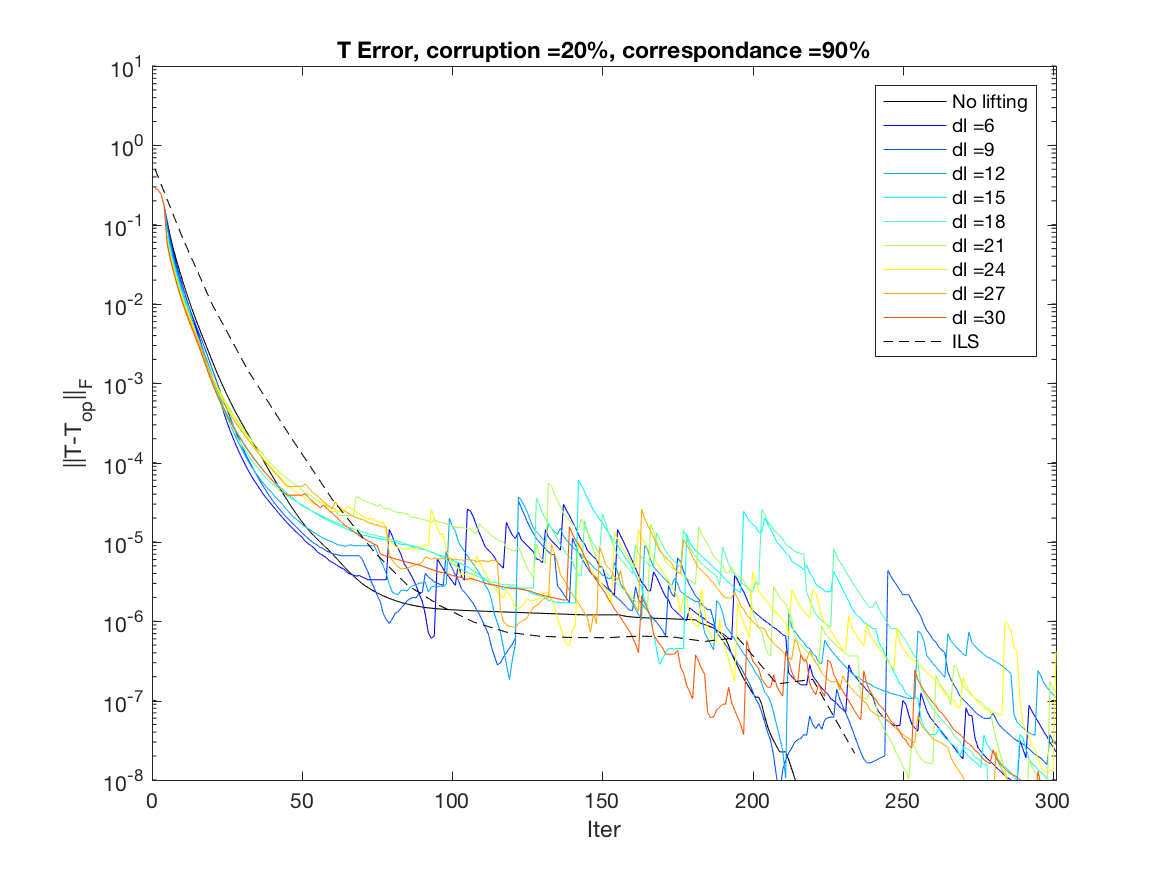 T Error, corruption =20%, correspondance =90%
10^1
10^0
10^-1
10^-2
10^-3
10^-4
10^-5
10^-6
10^-7
10^-8
||T-T_op||_F
No lifting
dl =6
dl =9
dl =12
dl =15
dl =18
dl =21
dl =24
dl =27
dl =30
ILS
0 50 100 150 200 250 300
Iter